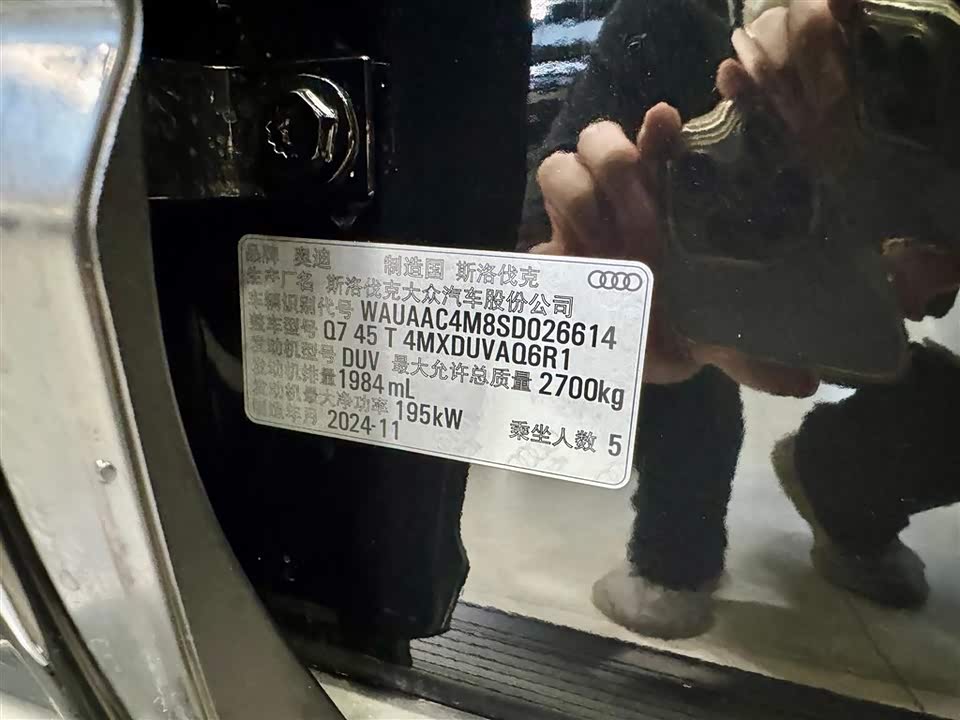 品牌 奥迪 制造国 斯洛伐克
生产厂名 斯洛伐克大众汽车股份公司
车辆识别代号 WAUAAC4M8SD026614
整车型号 Q7 45 T 4MXDUVAQ6R1
发动机型号 DUV 最大允许总质量 2700kg
发动机排量 1984 mL
发动机最大净功率 195kW 乘坐人数 5
制造年月 2024-11